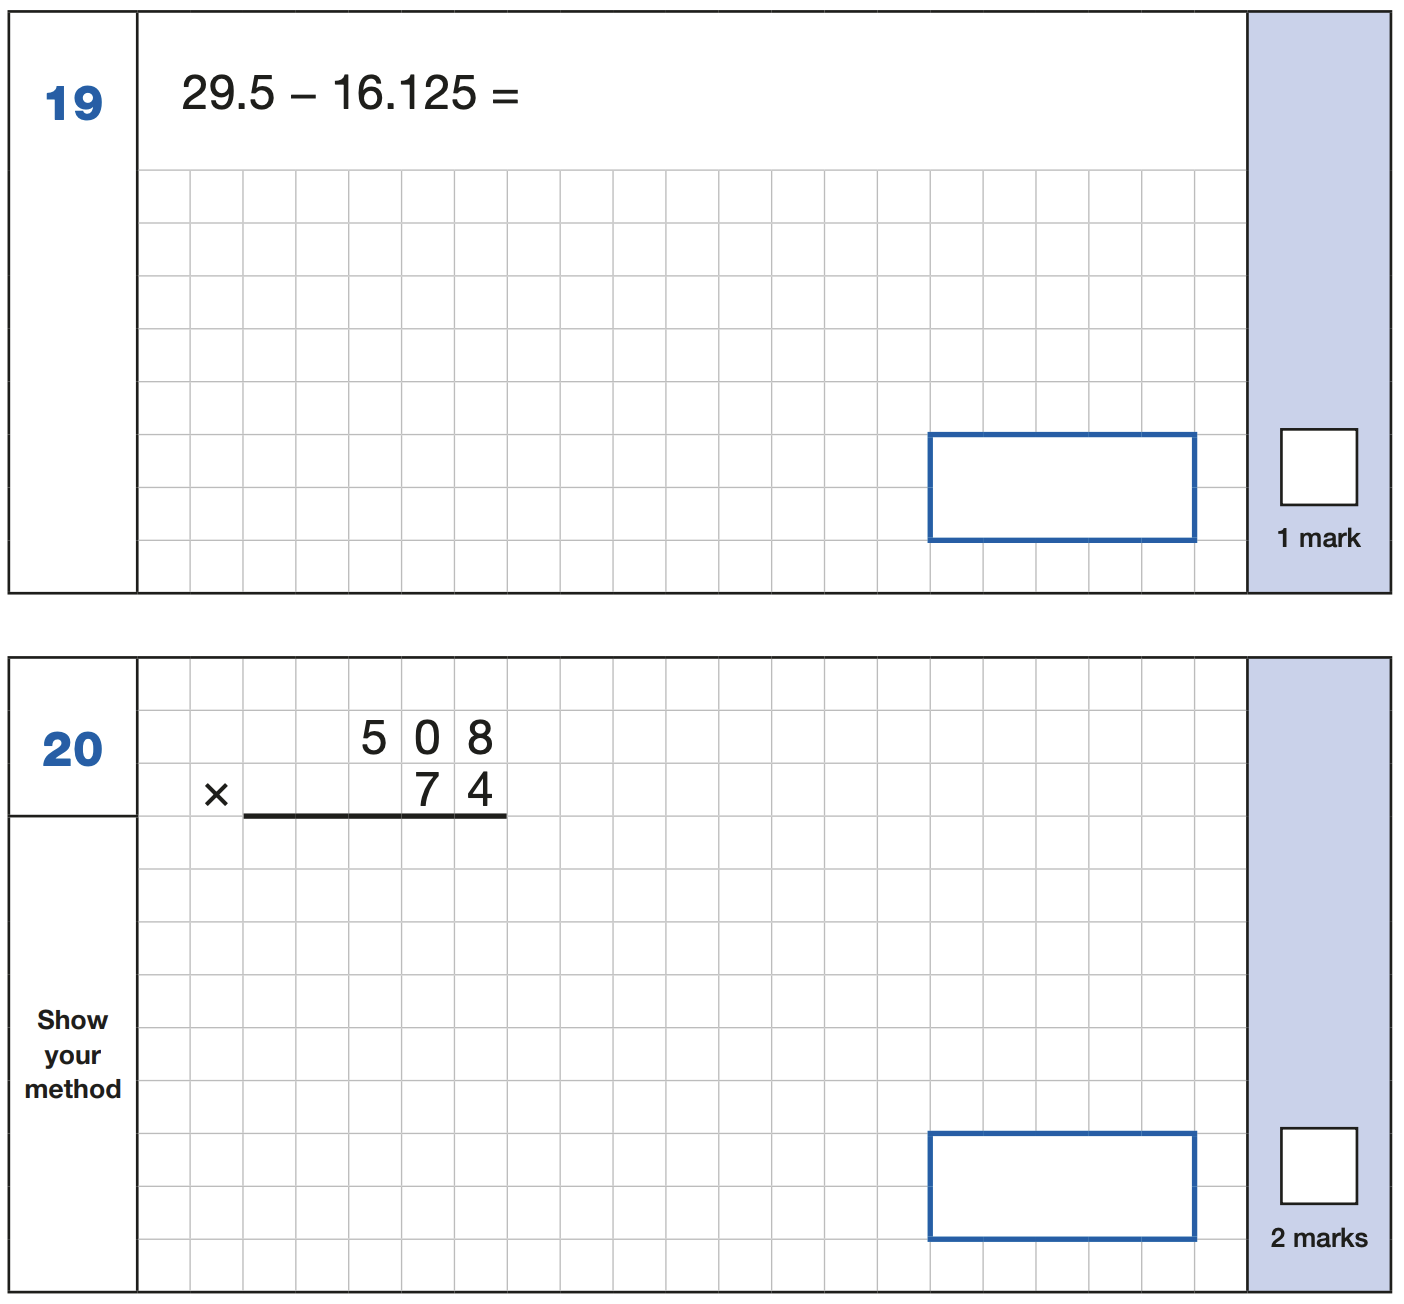 19
29.5 – 16.125 =
1 mark
20
5 0 8
× 7 4
Show
your
method
2 marks